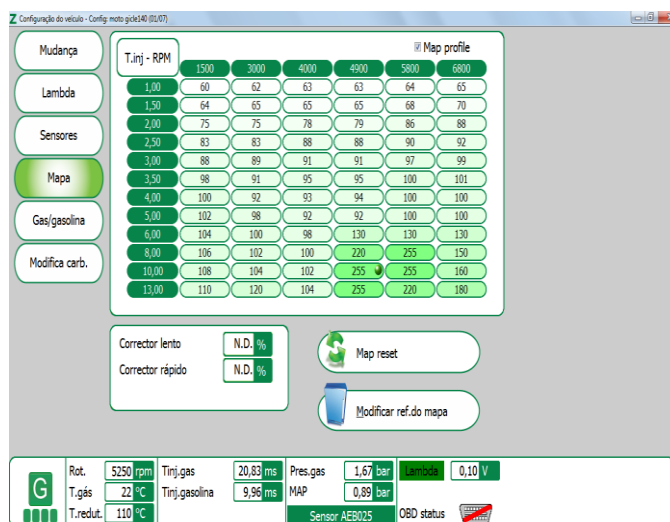 Z Configuração do veículo - Config: moto gicle140 (01/07)
Mudança
Lambda
Sensores
Mapa
Gas/gasolina
Modifica carb.
T.inj - RPM
Map profile
1500 3000 4000 4900 5800 6800
1,00 60 62 63 63 64 65
1,50 64 65 65 65 68 70
2,00 75 75 78 79 86 88
2,50 83 83 88 88 90 92
3,00 88 89 91 91 97 99
3,50 98 91 95 95 100 101
4,00 100 92 93 94 100 100
5,00 102 98 92 92 100 100
6,00 104 100 98 130 130 130
8,00 106 102 100 220 255 150
10,00 108 104 102 255 255 160
13,00 110 120 104 255 220 180
Corrector lento N.D. %
Corrector rápido N.D. %
Map reset
Modificar ref.do mapa
G
Rot. 5250 rpm Tinj.gas 20,83 ms Pres.gas 1,67 bar Lambda 0,10 V
T.gás 22 °C Tinj.gasolina 9,96 ms MAP 0,89 bar
T.redut. 110 °C Sensor AEB025 OBD status